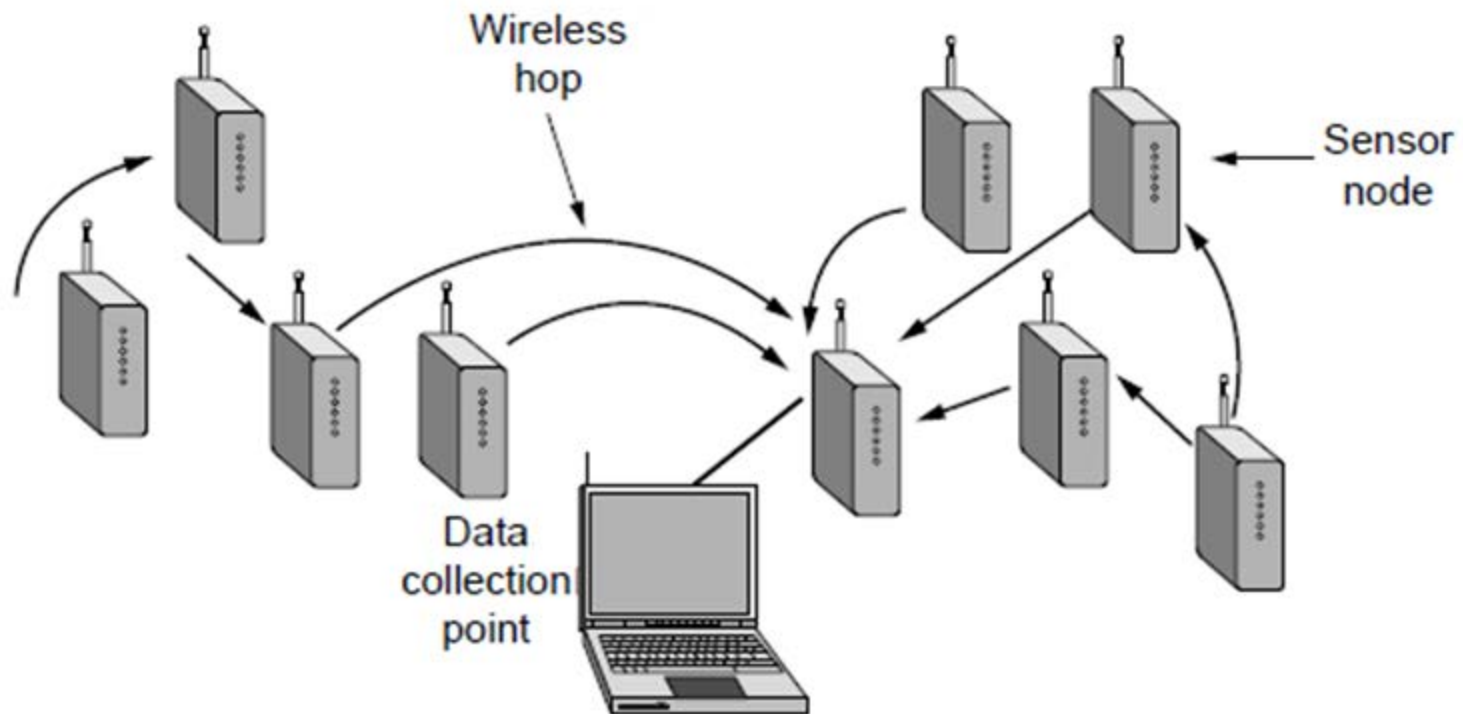 Wireless
hop
Sensor
node
Data
collection
point